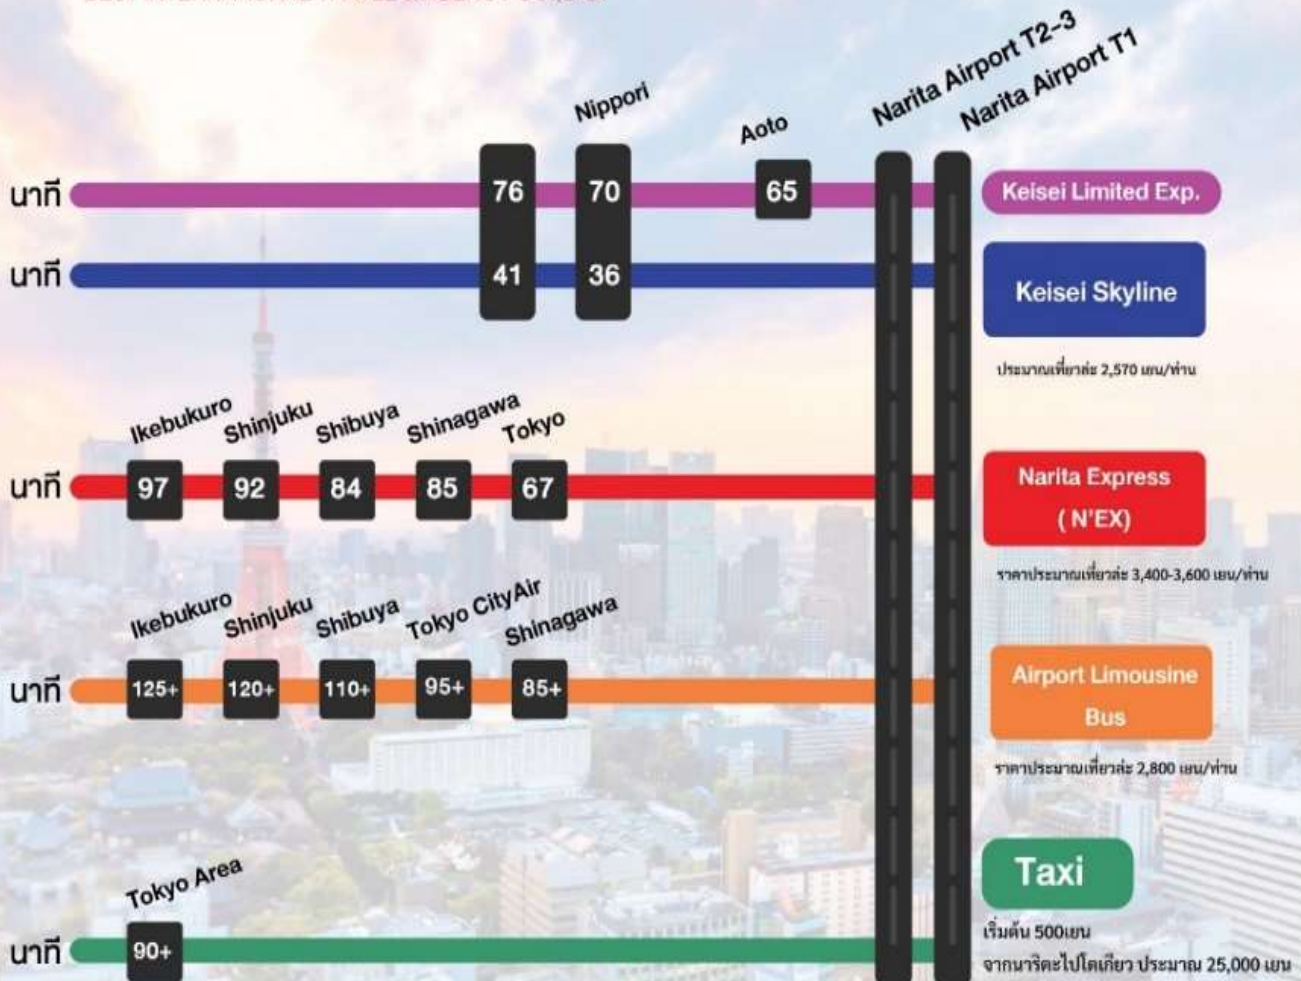 Narita Airport T2-3
Narita Airport T1
Nippori
Aoto
นาที
76
70
65
Keisei Limited Exp.
นาที
41
36
Keisei Skyline
ประมาณเที่ยวล่ะ 2,570 เยน/ท่าน
Ikebukuro
Shinjuku
Shibuya
Shinagawa
Tokyo
นาที
97
92
84
85
67
Narita Express
( N'EX)
ราคาประมาณเที่ยวล่ะ 3,400-3,600 เยน/ท่าน
Ikebukuro
Shinjuku
Shibuya
Tokyo CityAir
Shinagawa
นาที
125+
120+
110+
95+
85+
Airport Limousine
Bus
ราคาประมาณเที่ยวล่ะ 2,800 เยน/ท่าน
Tokyo Area
นาที
90+
Taxi
เริ่มต้น 500เยน
จากนาริตะไปโตเกียว ประมาณ 25,000 เยน